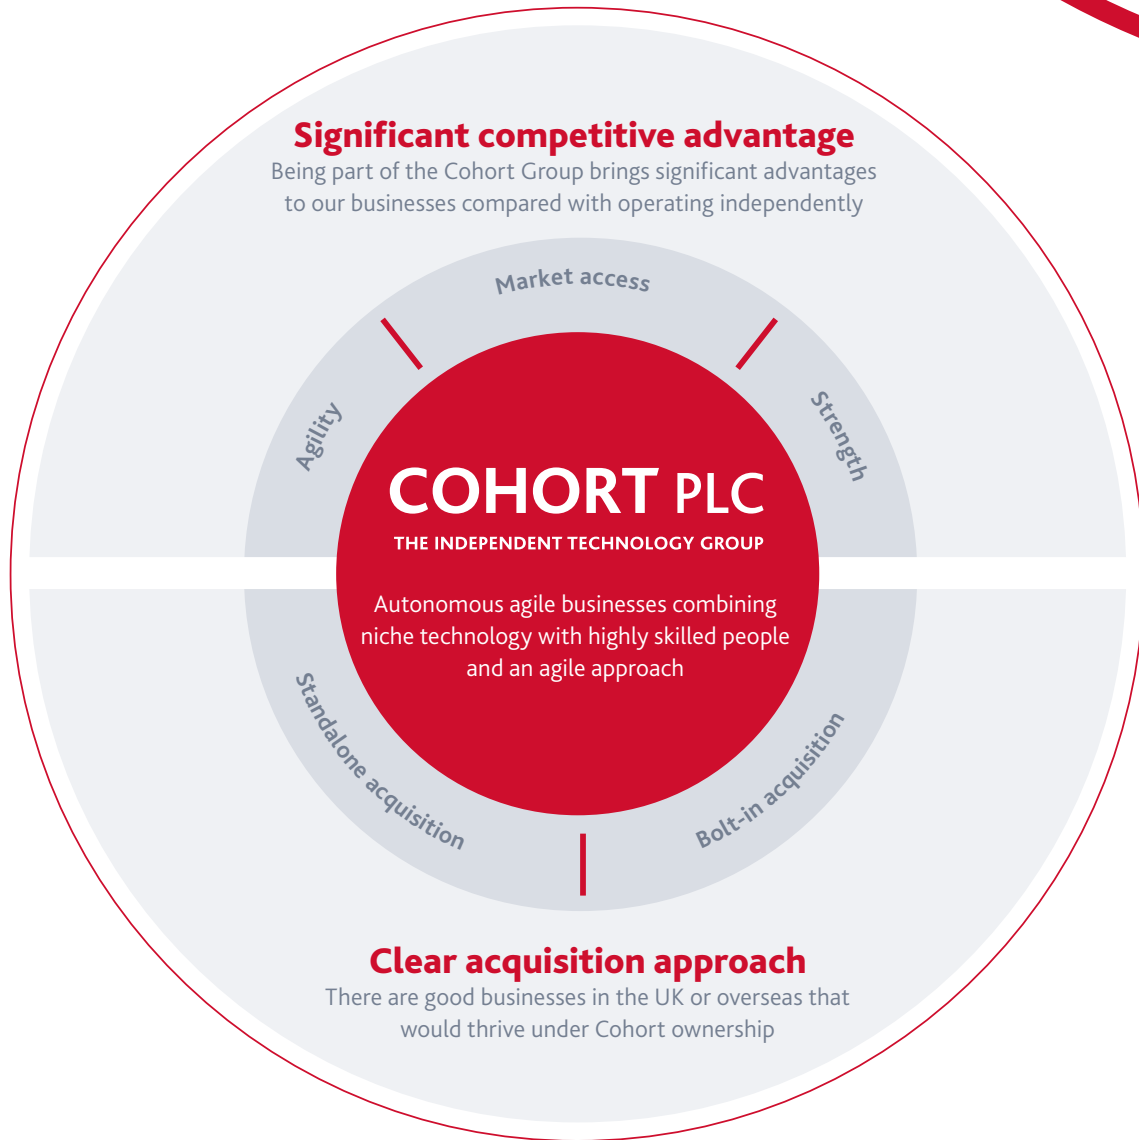 Significant competitive advantage
Being part of the Cohort Group brings significant advantages
to our businesses compared with operating independently
Market access
Agility
Strength
COHORT PLC
THE INDEPENDENT TECHNOLOGY GROUP
Autonomous agile businesses combining
niche technology with highly skilled people
and an agile approach
Standalone acquisition
Bolt-in acquisition
Clear acquisition approach
There are good businesses in the UK or overseas that
would thrive under Cohort ownership